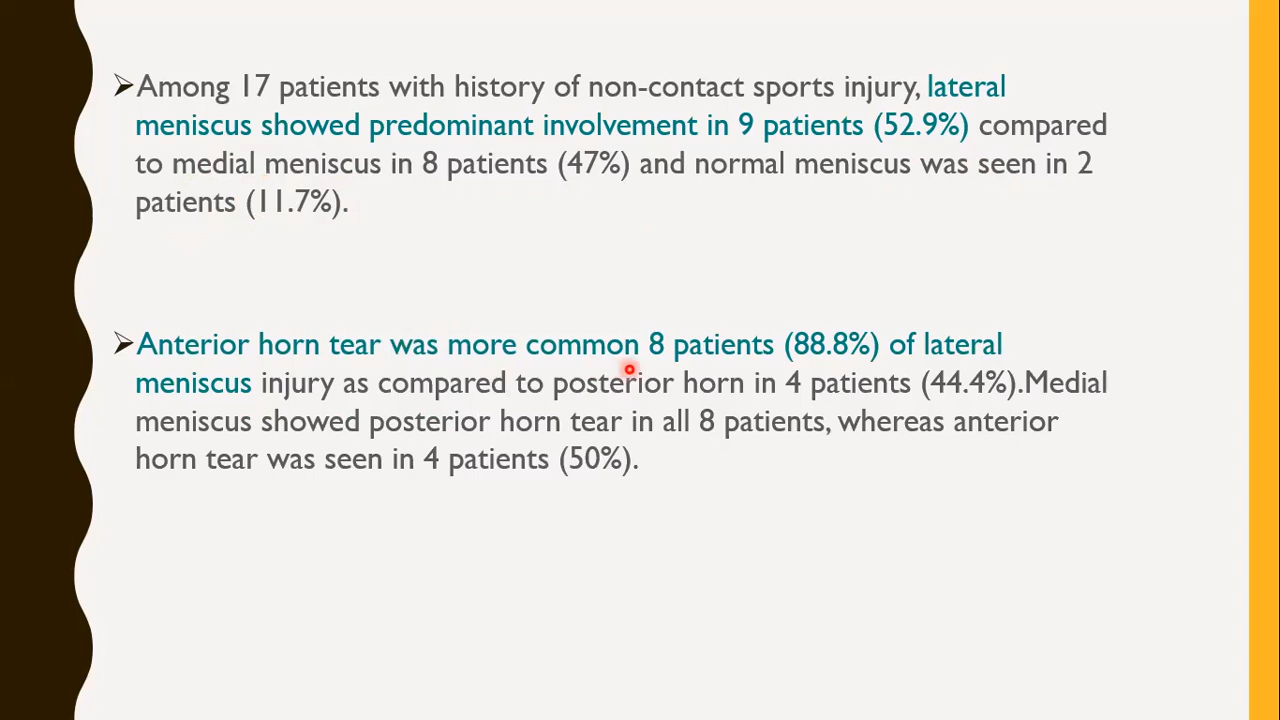 ➢Among 17 patients with history of non-contact sports injury, lateral
meniscus showed predominant involvement in 9 patients (52.9%) compared
to medial meniscus in 8 patients (47%) and normal meniscus was seen in 2
patients (11.7%).
➢Anterior horn tear was more common 8 patients (88.8%) of lateral
meniscus injury as compared to posterior horn in 4 patients (44.4%).Medial
meniscus showed posterior horn tear in all 8 patients, whereas anterior
horn tear was seen in 4 patients (50%).